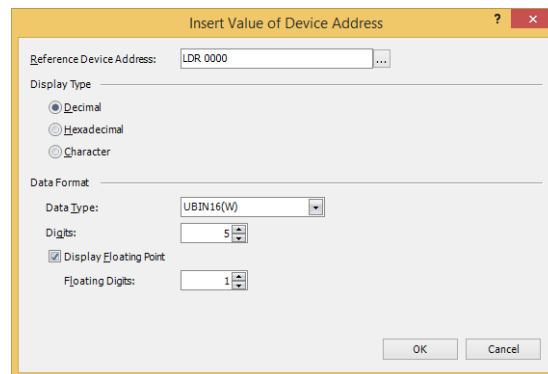 Insert Value of Device Address ? ×
Reference Device Address: LDR 0000 ...
Display Type
Decimal
Hexadecimal
Character
Data Format
Data Type: UBIN16(W)
Digits: 5
Display Floating Point
Floating Digits: 1
OK Cancel